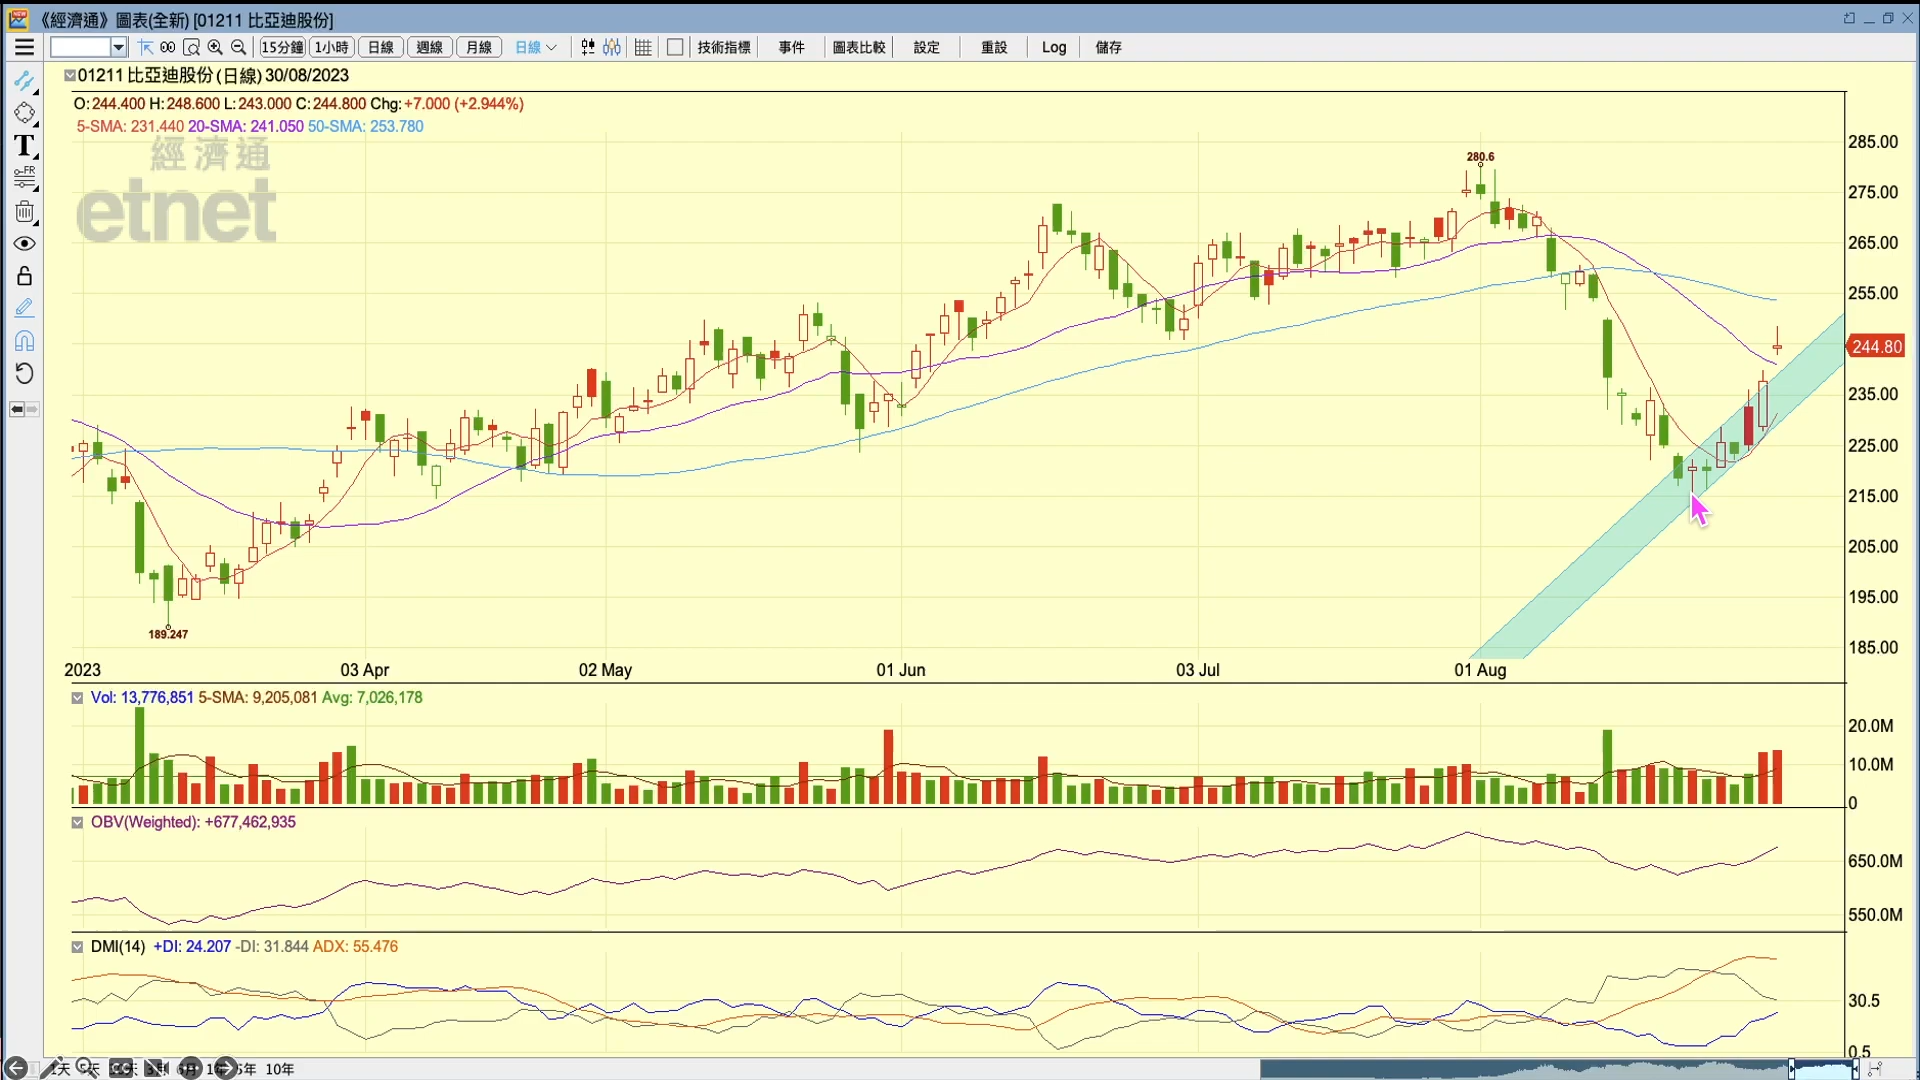 《經濟通》圖表(全新) [01211 比亞迪股份]
15分鐘 1小時 日線 週線 月線 日線 技術指標 事件 圖表比較 設定 重設 Log 儲存
01211 比亞迪股份(日線) 30/08/2023
O:244.400 H:248.600 L:243.000 C:244.800 Chg:+7.000 (+2.944%)
5-SMA: 231.440 20-SMA: 241.050 50-SMA: 253.780
經濟通
etnet
T
FR
280.6
189.247
285.00
275.00
265.00
255.00
244.80
235.00
225.00
215.00
205.00
195.00
185.00
2023 03 Apr 02 May 01 Jun 03 Jul 01 Aug
Vol: 13,776,851 5-SMA: 9,205,081 Avg: 7,026,178
20.0M
10.0M
0
OBV(Weighted): +677,462,935
650.0M
550.0M
DMI(14) +DI: 24.207 -DI: 31.844 ADX: 55.476
30.5
0.5
1天 10年